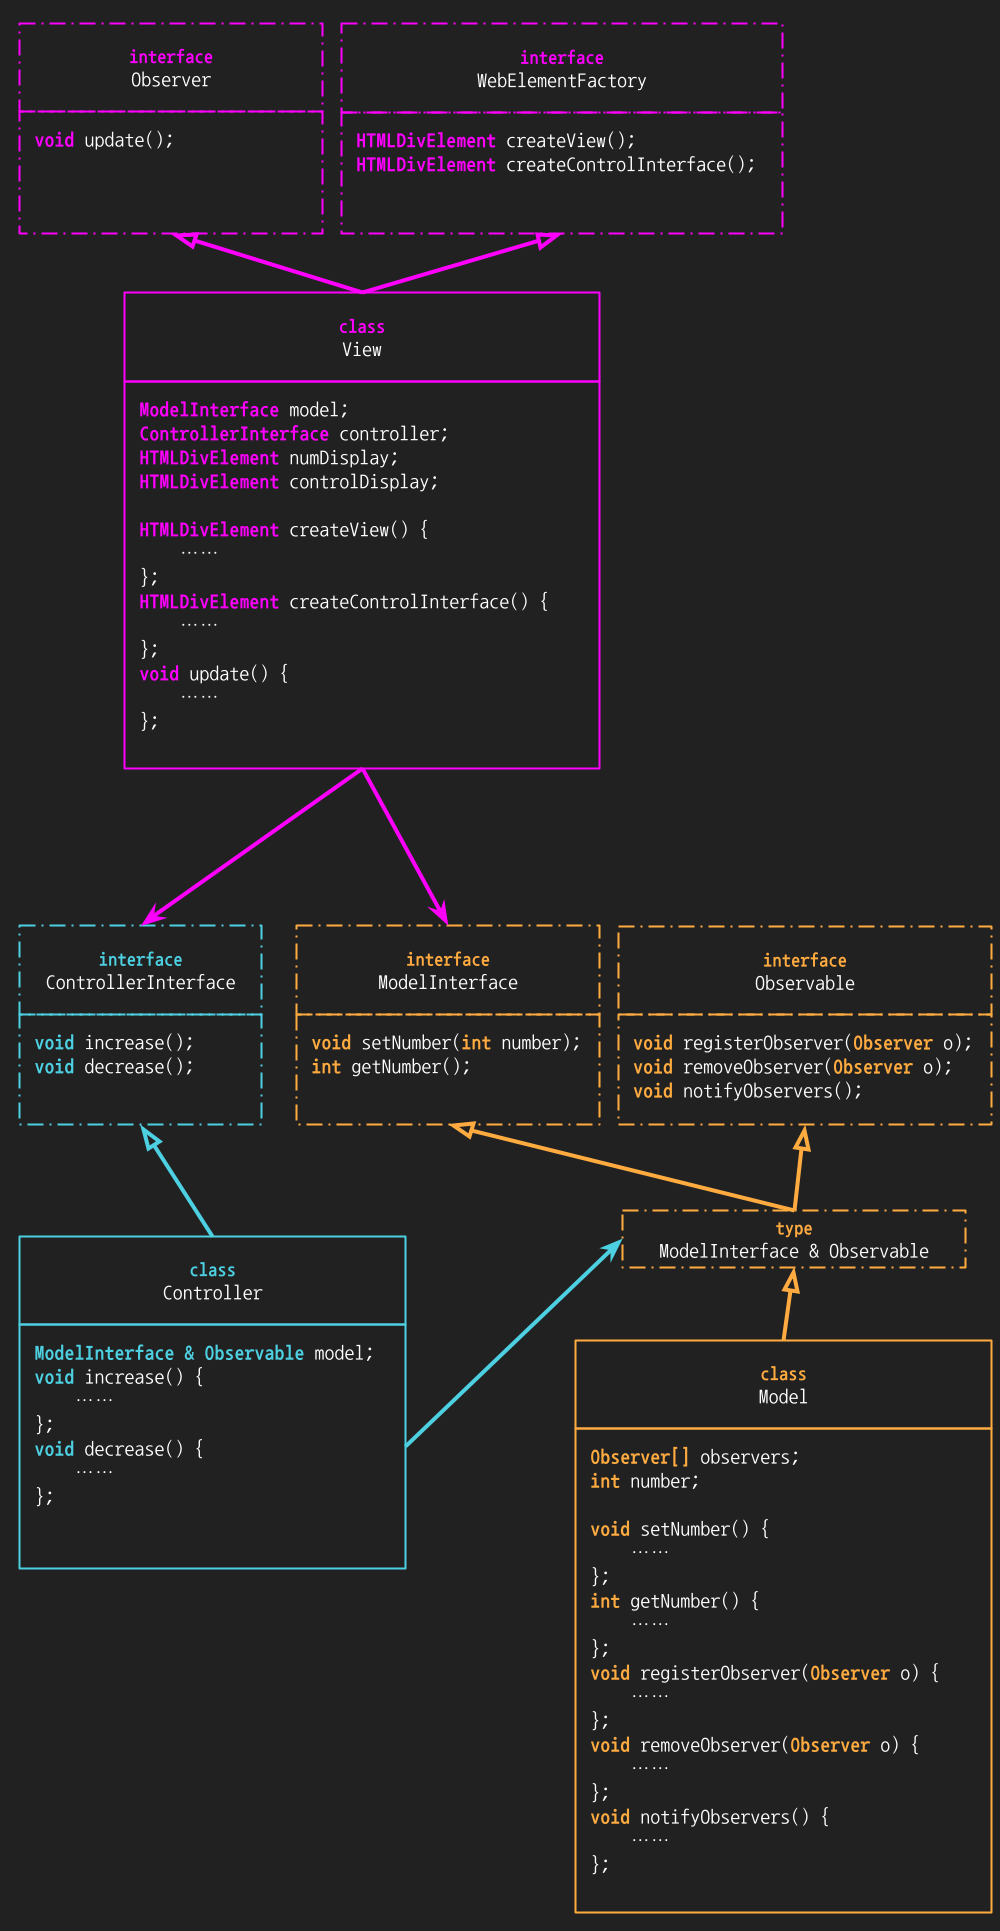 interface
Observer
void update();
interface
WebElementFactory
HTMLDivElement createView();
HTMLDivElement createControlInterface();
class
View
ModelInterface model;
ControllerInterface controller;
HTMLDivElement numDisplay;
HTMLDivElement controlDisplay;
HTMLDivElement createView() {
……
};
HTMLDivElement createControlInterface() {
……
};
void update() {
……
};
interface
ControllerInterface
void increase();
void decrease();
interface
ModelInterface
void setNumber(int number);
int getNumber();
interface
Observable
void registerObserver(Observer o);
void removeObserver(Observer o);
void notifyObservers();
type
ModelInterface & Observable
class
Controller
ModelInterface & Observable model;
void increase() {
……
};
void decrease() {
……
};
class
Model
Observer[] observers;
int number;
void setNumber() {
……
};
int getNumber() {
……
};
void registerObserver(Observer o) {
……
};
void removeObserver(Observer o) {
……
};
void notifyObservers() {
……
};